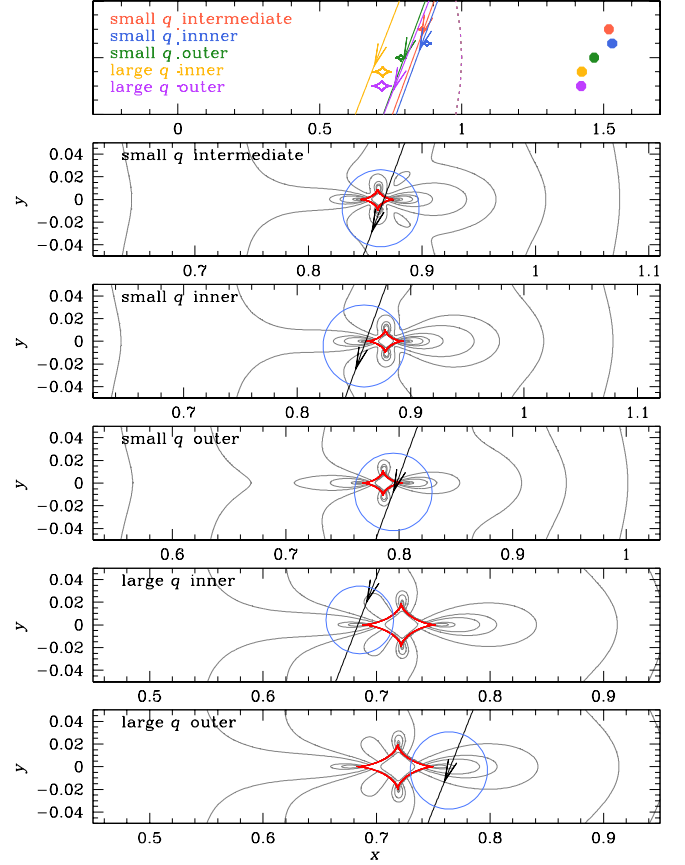 small q intermediate
small q innner
small q outer
large q inner
large q outer
0 0.5 1 1.5
small q intermediate
0.04
0.02
0
−0.02
−0.04
y
0.7 0.8 0.9 1 1.1
small q inner
0.04
0.02
0
−0.02
−0.04
y
0.7 0.8 0.9 1 1.1
small q outer
0.04
0.02
0
−0.02
−0.04
y
0.6 0.7 0.8 0.9 1
large q inner
0.04
0.02
0
−0.02
−0.04
y
0.5 0.6 0.7 0.8 0.9
large q outer
0.04
0.02
0
−0.02
−0.04
y
0.5 0.6 0.7 0.8 0.9
x